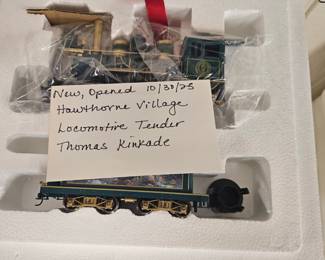 New, Opened 10/30/25
Hawthorne Village
Locomotive Tender
Thomas Kinkade